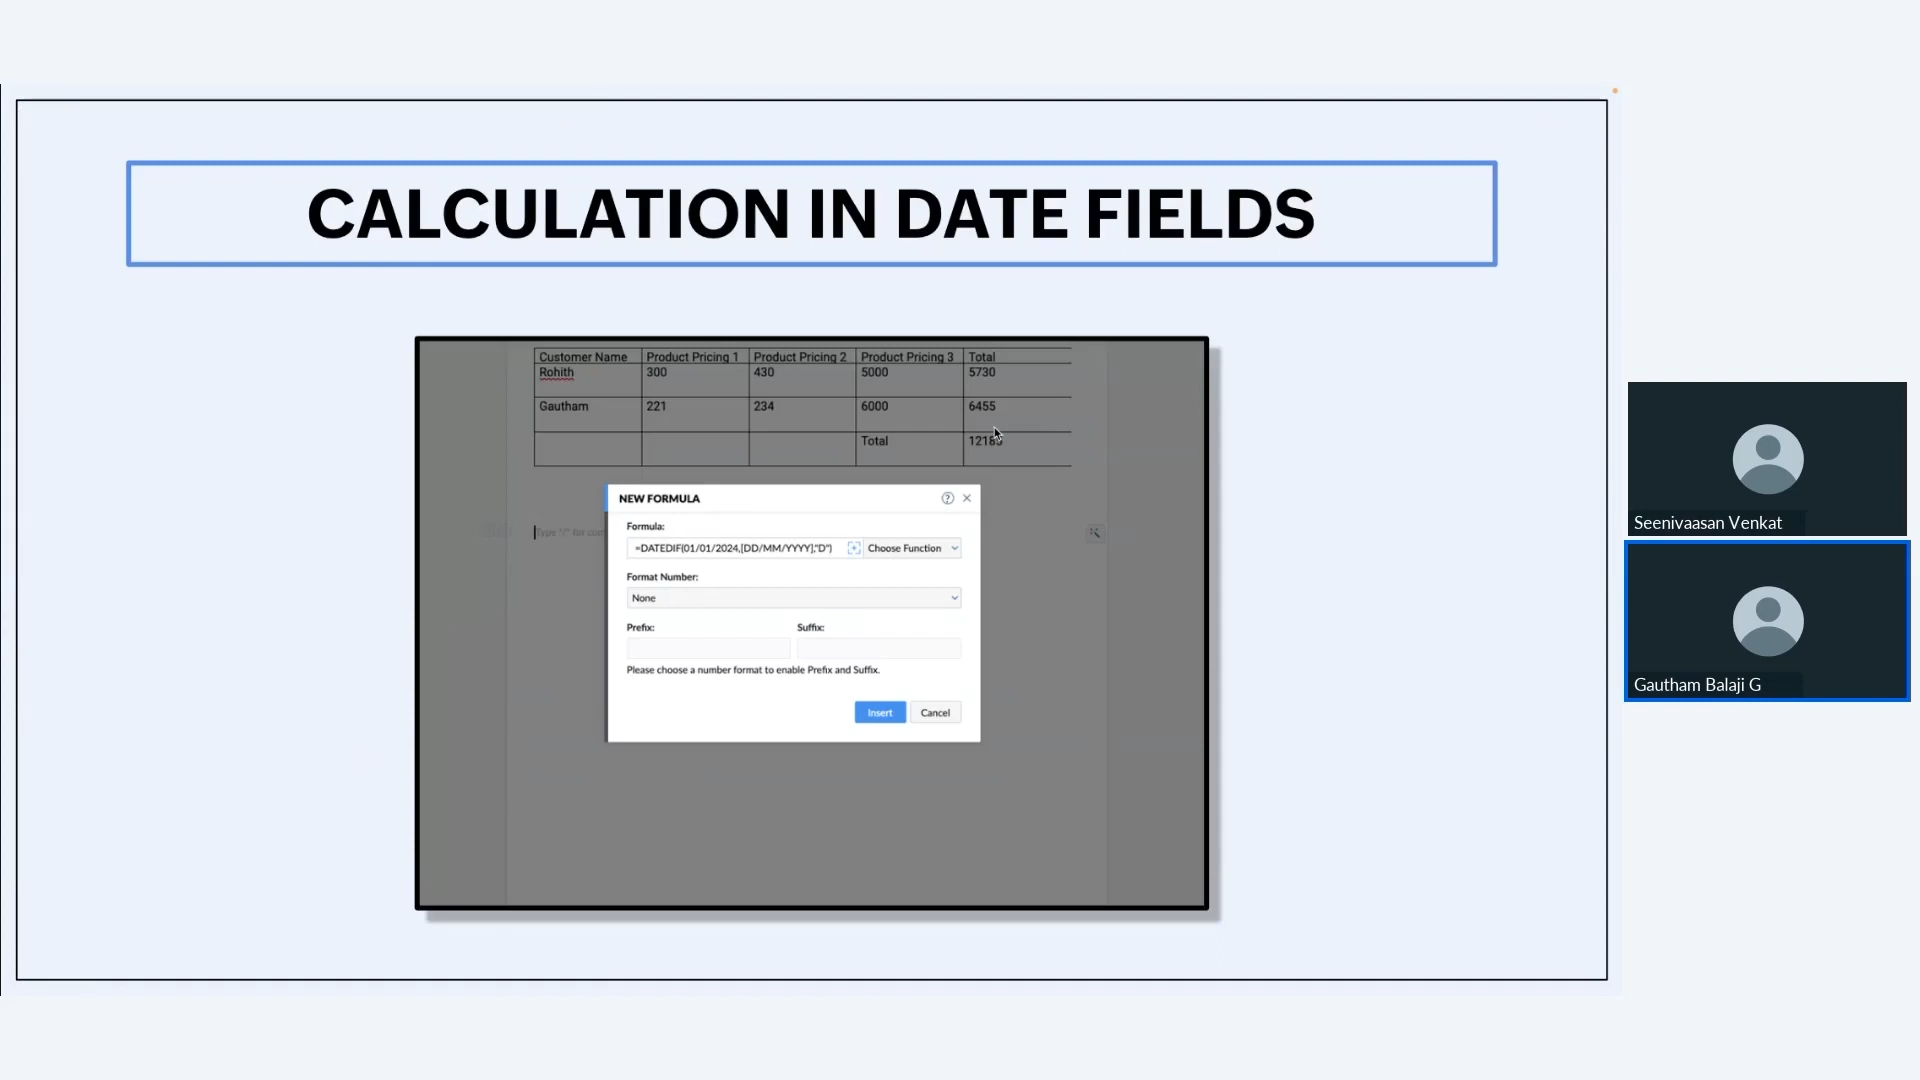 CALCULATION IN DATE FIELDS
Customer Name Product Pricing 1 Product Pricing 2 Product Pricing 3 Total
Rohith 300 430 5000 5730
Gautham 221 234 6000 6455
Total
NEW FORMULA
Formula:
Type "/" for
=DATEDIF(01/01/2024,[DD/MM/YYYY],"D") Choose Function
Format Number:
None
Prefix: Suffix:
Please choose a number format to enable Prefix and Suffix.
Insert Cancel
Seenivaasan Venkat
Gautham Balaji G